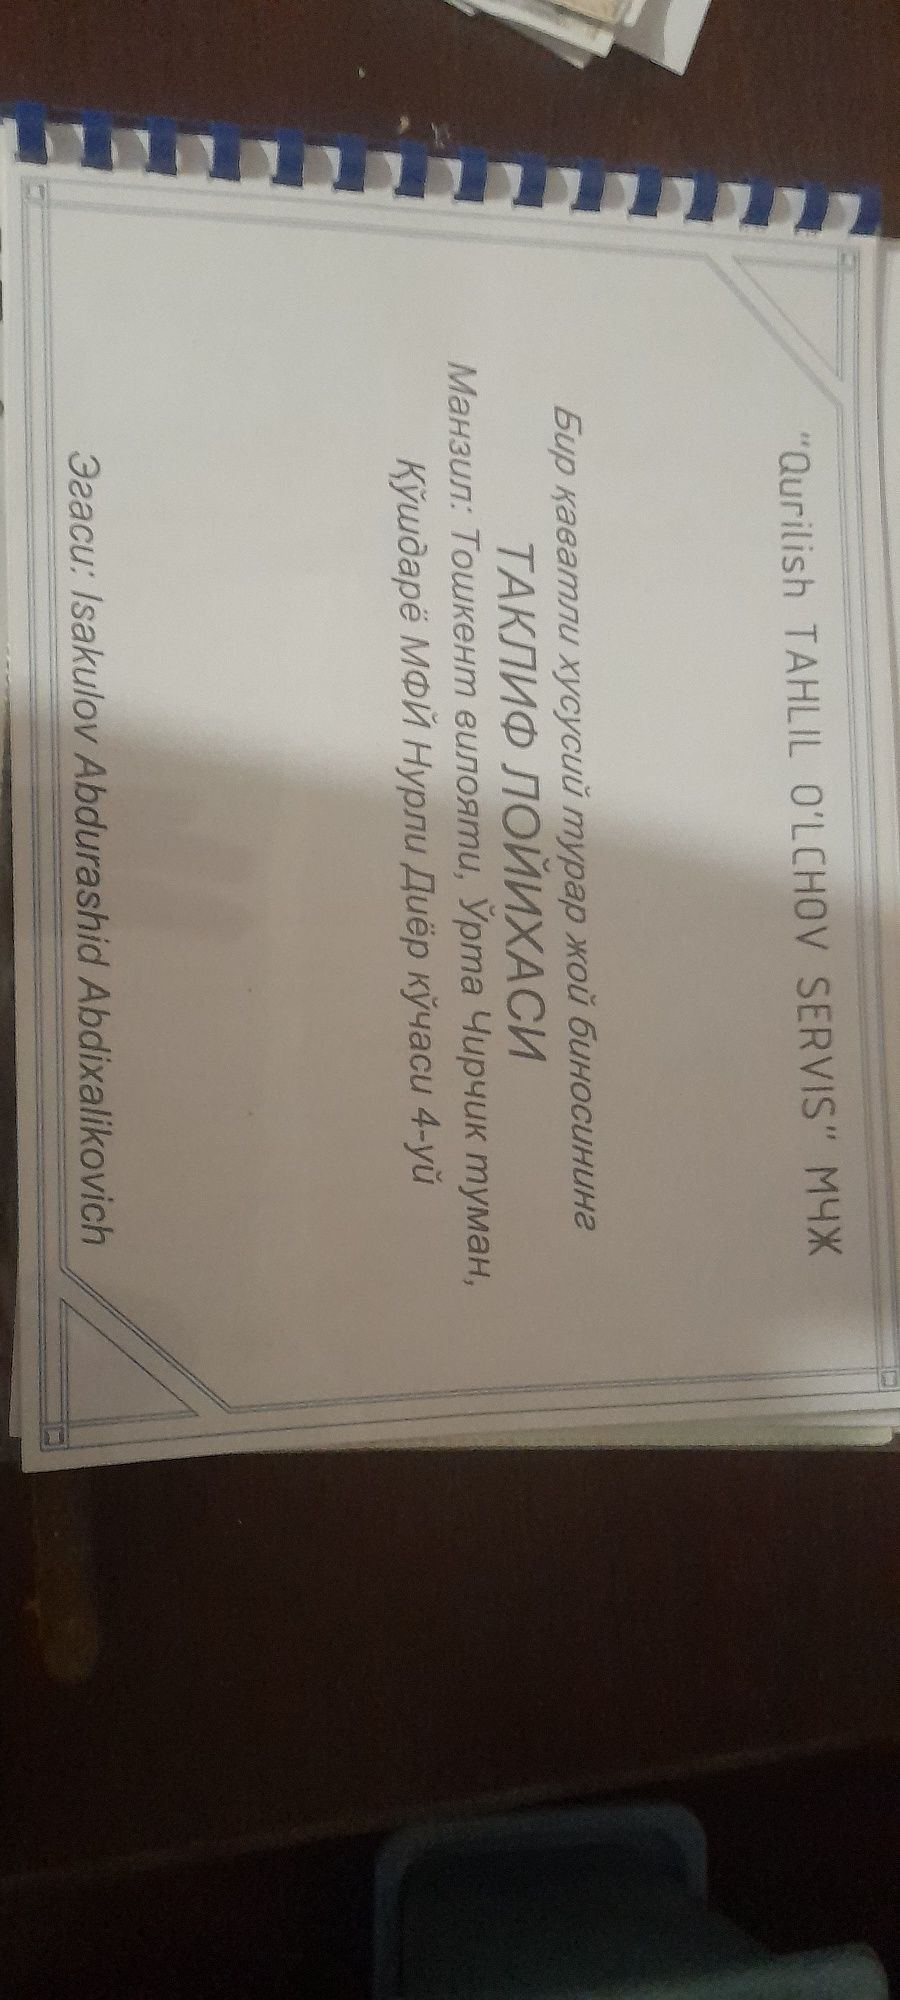 "Qurilish TAHLIL O'LCHOV SERVIS" МЧЖ
Бир қаватли хусусий турар жой биносининг
ТАКЛИФ ЛОЙИХАСИ
Манзил: Тошкент вилояти, Ўрта Чирчик туман,
Қўшдарё МФЙ Нурли Диёр кўчаси 4-уй
Эгаси: Isakulov Abdurashid Abdixalikovich